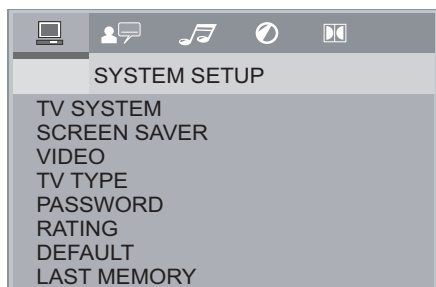 SYSTEM SETUP
TV SYSTEM
SCREEN SAVER
VIDEO
TV TYPE
PASSWORD
RATING
DEFAULT
LAST MEMORY